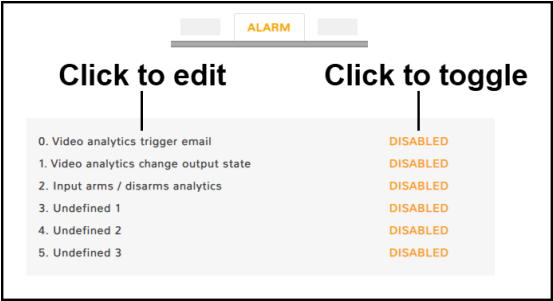 ALARM
Click to edit Click to toggle
0. Video analytics trigger email DISABLED
1. Video analytics change output state DISABLED
2. Input arms / disarms analytics DISABLED
3. Undefined 1 DISABLED
4. Undefined 2 DISABLED
5. Undefined 3 DISABLED